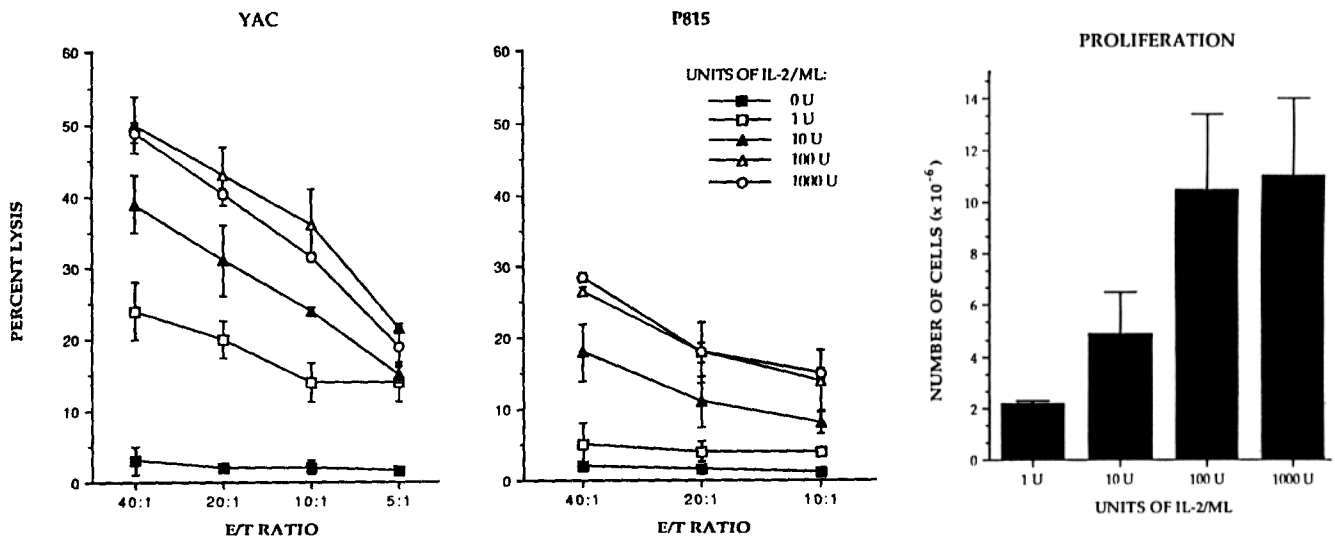 YAC
60
50
40
30
20
10
0
PERCENT LYSIS
40:1 20:1 10:1 5:1
E/T RATIO
P815
60
50
40
30
20
10
0
UNITS OF IL-2/ML:
0 U
1 U
10 U
100 U
1000 U
40:1 20:1 10:1
E/T RATIO
PROLIFERATION
14
12
10
8
6
4
2
0
NUMBER OF CELLS (x 10⁻⁶)
1 U 10 U 100 U 1000 U
UNITS OF IL-2/ML